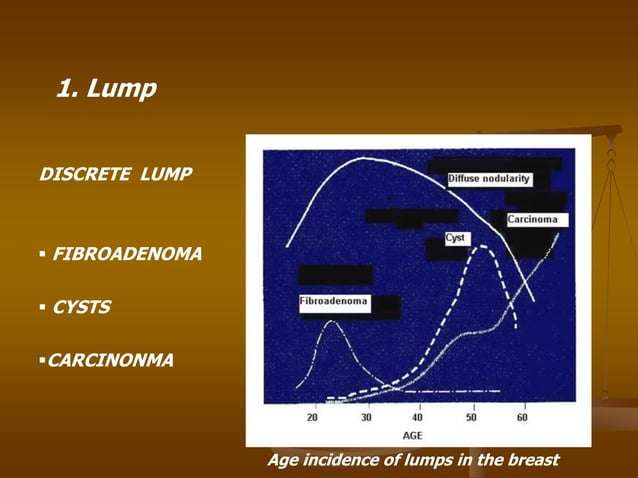 1. Lump
DISCRETE LUMP
▪ FIBROADENOMA
▪ CYSTS
▪CARCINONMA
Diffuse nodularity
Carcinoma
Cyst
Fibroadenoma
20 30 40 50 60
AGE
Age incidence of lumps in the breast